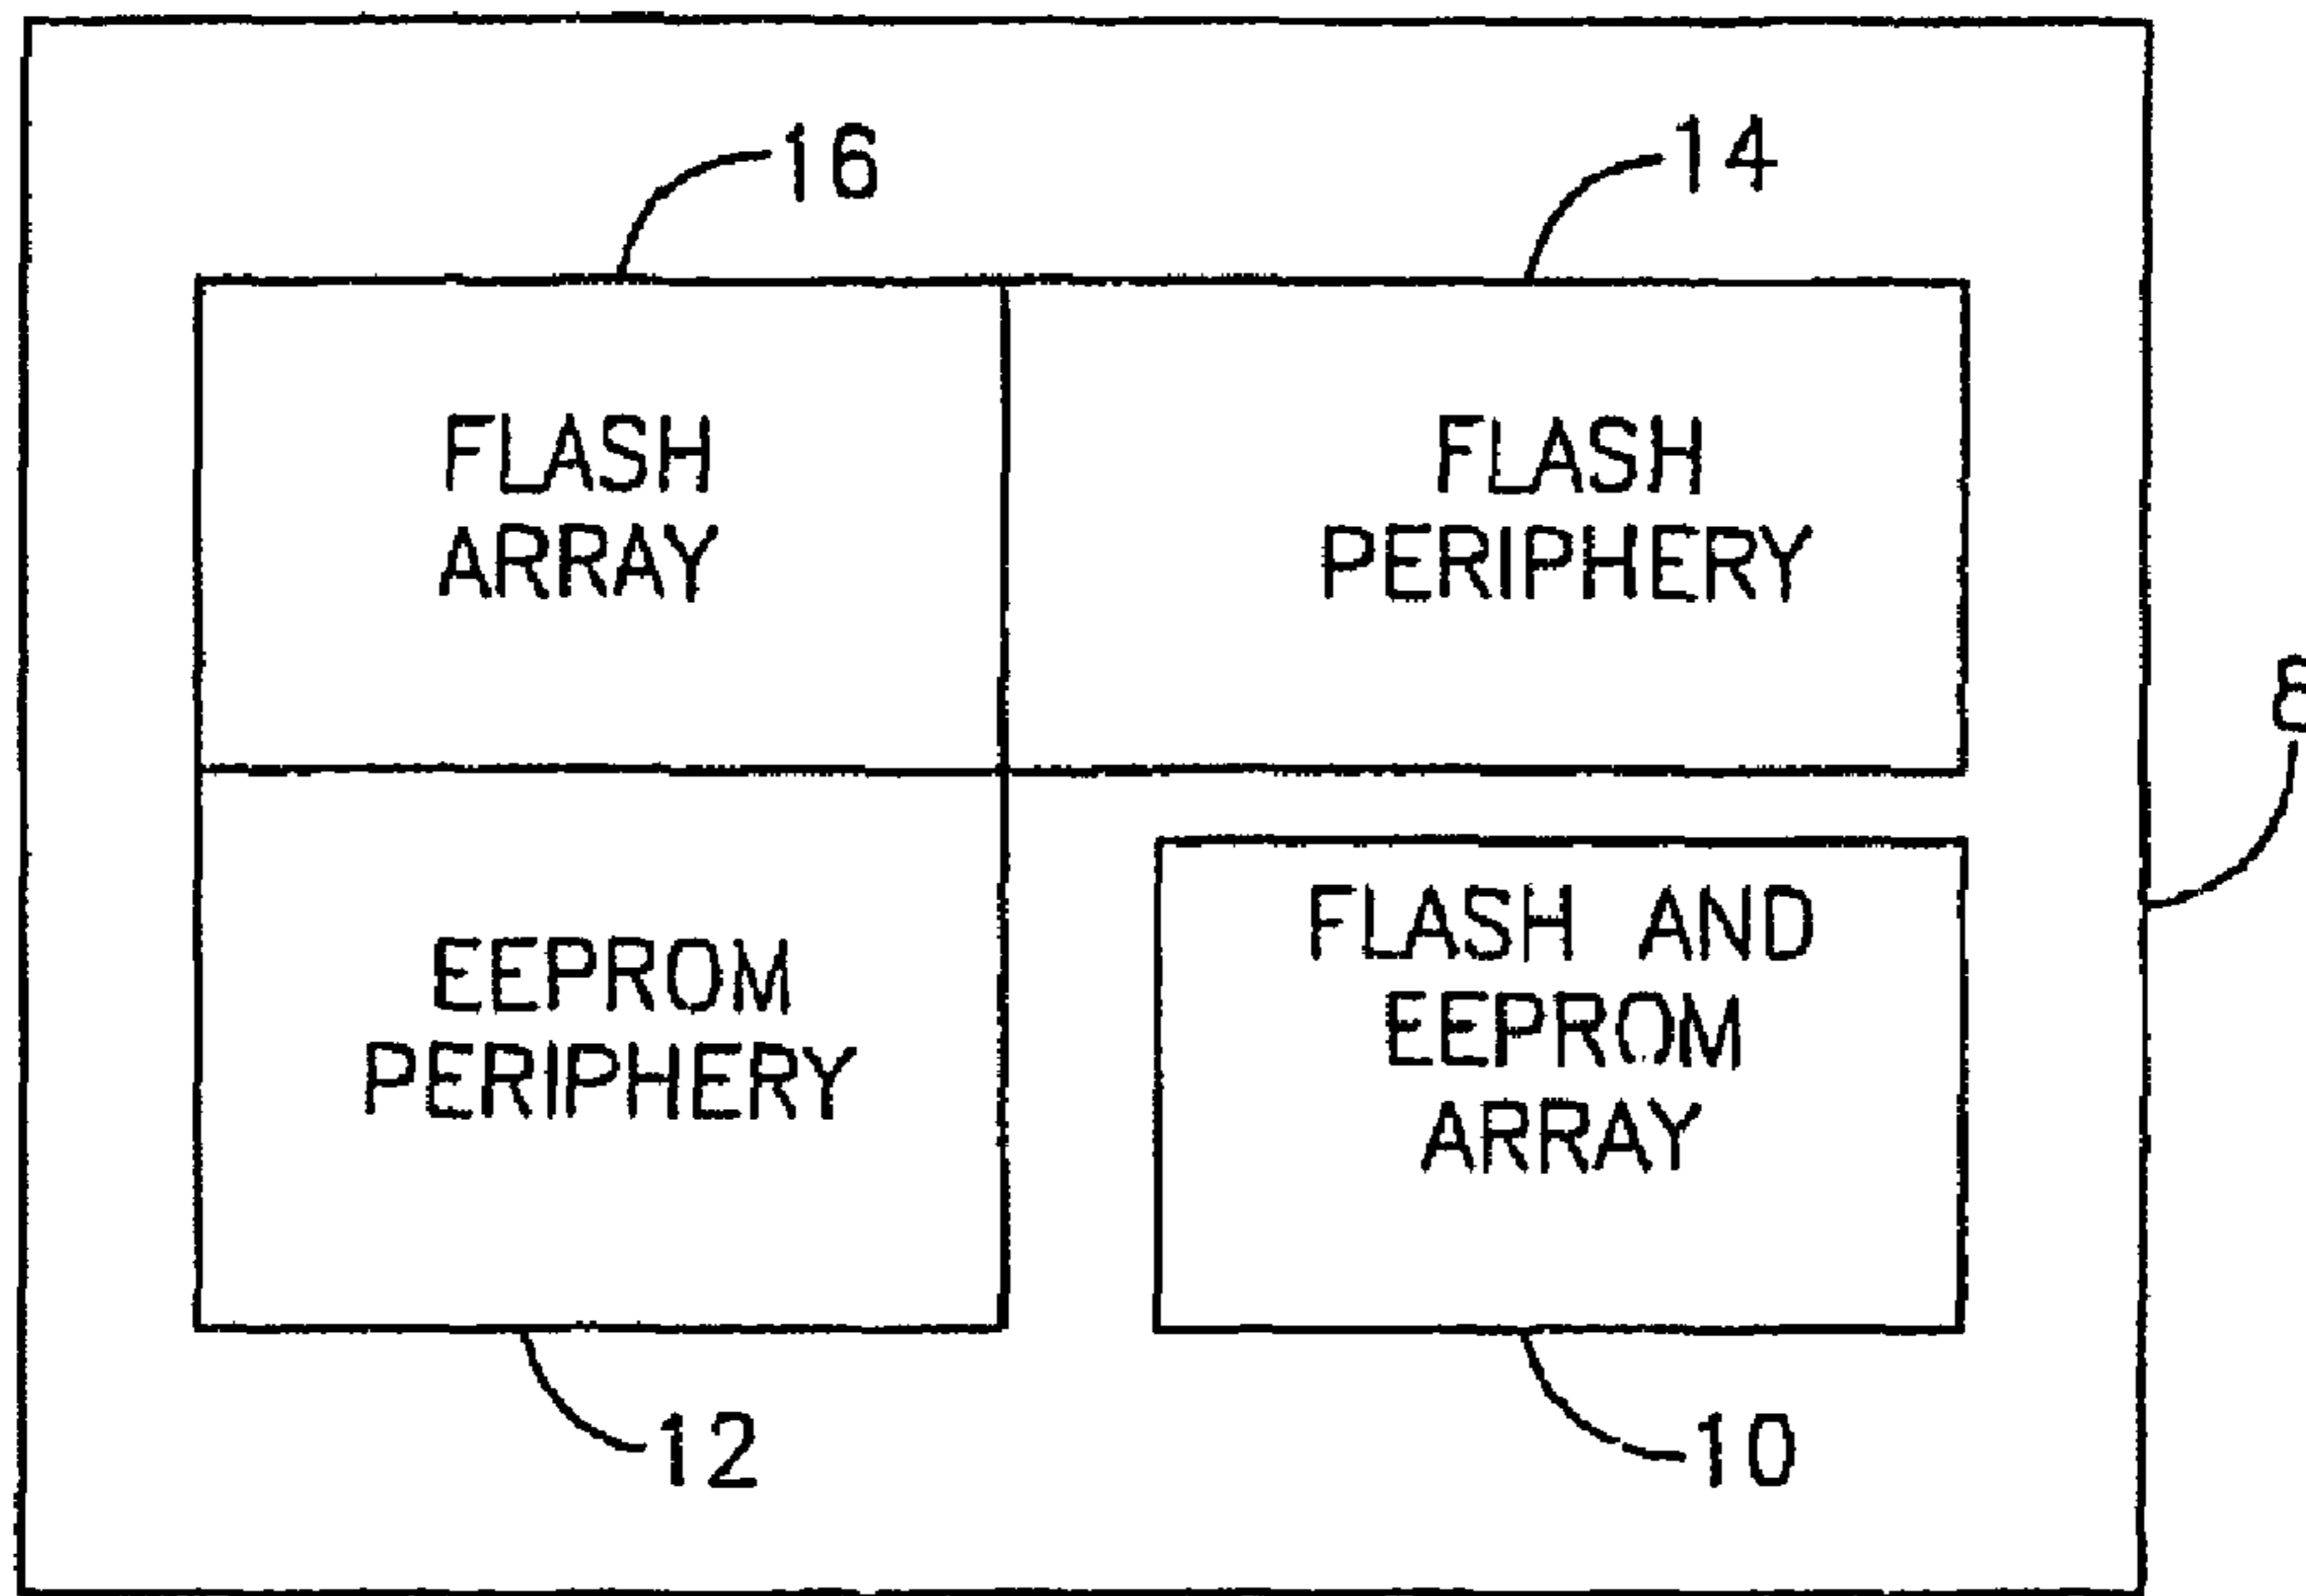 16
14
FLASH
ARRAY
FLASH
PERIPHERY
8
EEPROM
PERIPHERY
FLASH AND
EEPROM
ARRAY
12
10